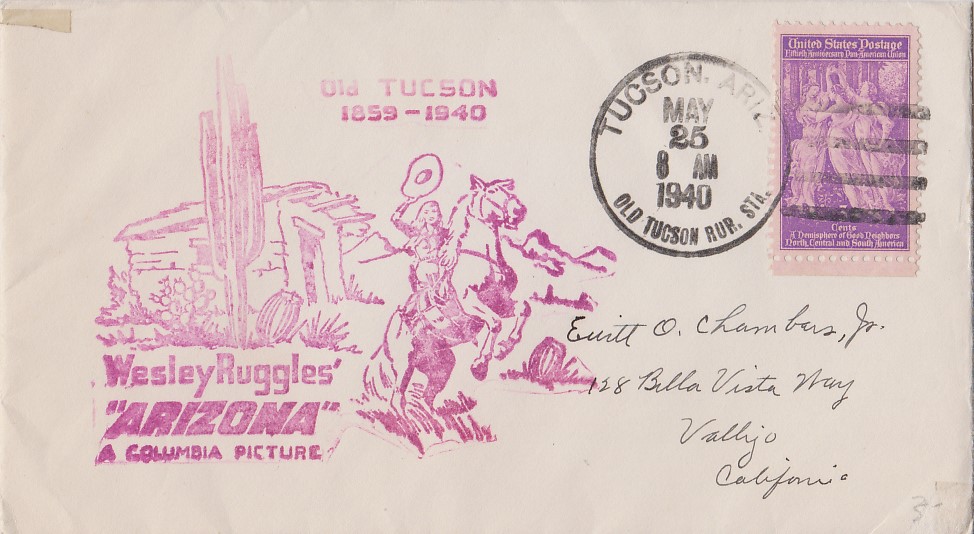 Old TUCSON
1859-1940
Wesley Ruggles'
"ARIZONA"
A COLUMBIA PICTURE
TUCSON, ARIZ.
MAY
25
8 AM
1940
OLD TUCSON RUR. STA.
United States Postage
Fiftieth Anniversary Pan-American Union
Cents
A Hemisphere of Good Neighbors
North, Central and South America
O. Chambers, Jr.
128 Bella Vista Way
Vallejo
California
3-